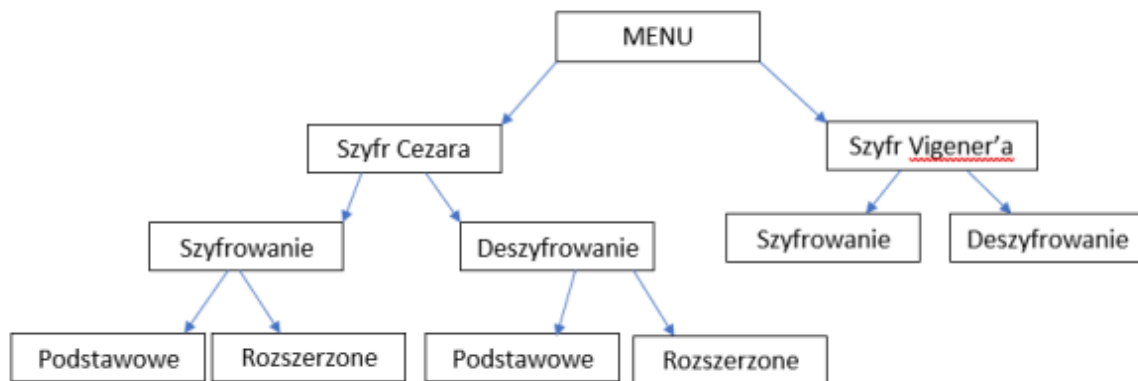 MENU
Szyfr Cezara
Szyfr Vigener'a
Szyfrowanie
Deszyfrowanie
Szyfrowanie
Deszyfrowanie
Podstawowe
Rozszerzone
Podstawowe
Rozszerzone